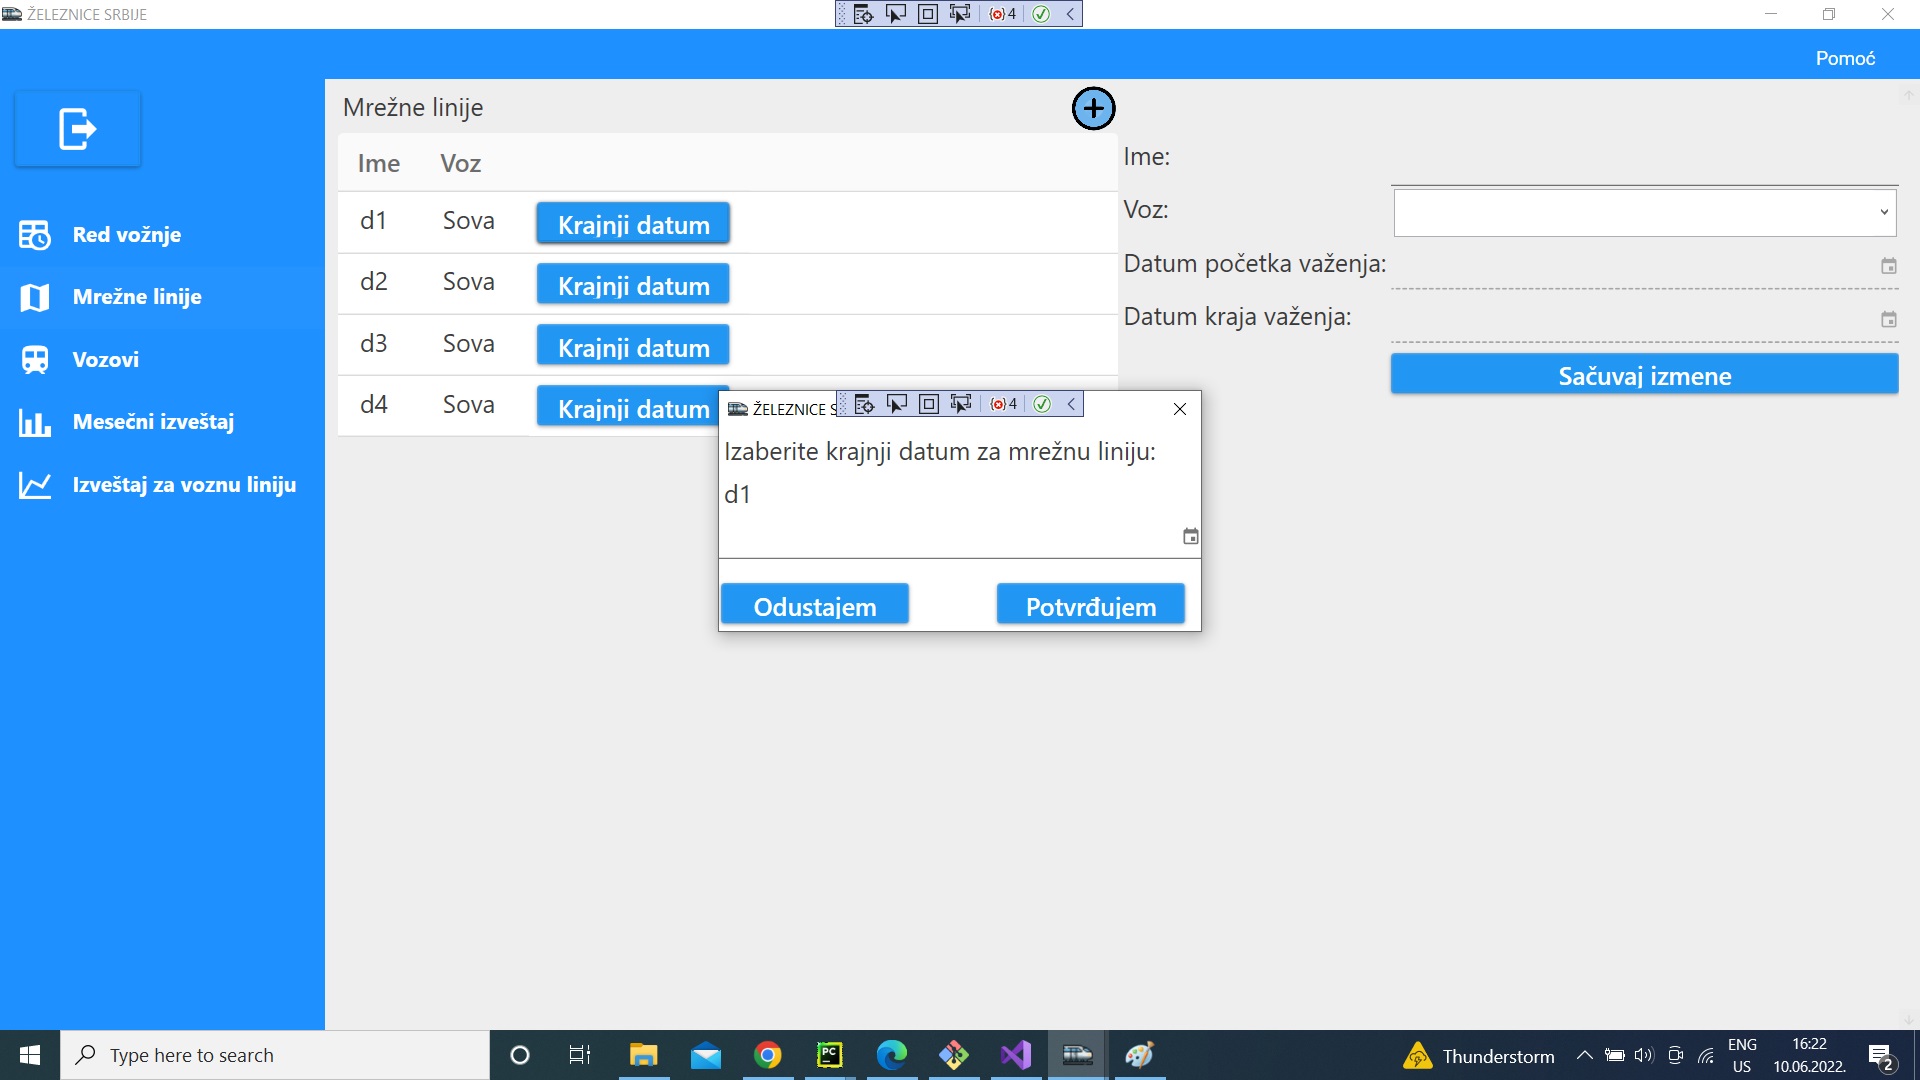 ŽELEZNICE SRBIJE
4
Pomoć
Red vožnje
Mrežne linije
Vozovi
Mesečni izveštaj
Izveštaj za voznu liniju
Mrežne linije
Ime Voz
d1 Sova Krajnji datum
d2 Sova Krajnji datum
d3 Sova Krajnji datum
d4 Sova Krajnji datum
Ime:
Voz:
Datum početka važenja:
Datum kraja važenja:
Sačuvaj izmene
ŽELEZNICE S
4
Izaberite krajnji datum za mrežnu liniju:
d1
Odustajem Potvrđujem
Type here to search
PC
Thunderstorm
ENG
US
16:22
10.06.2022.
2